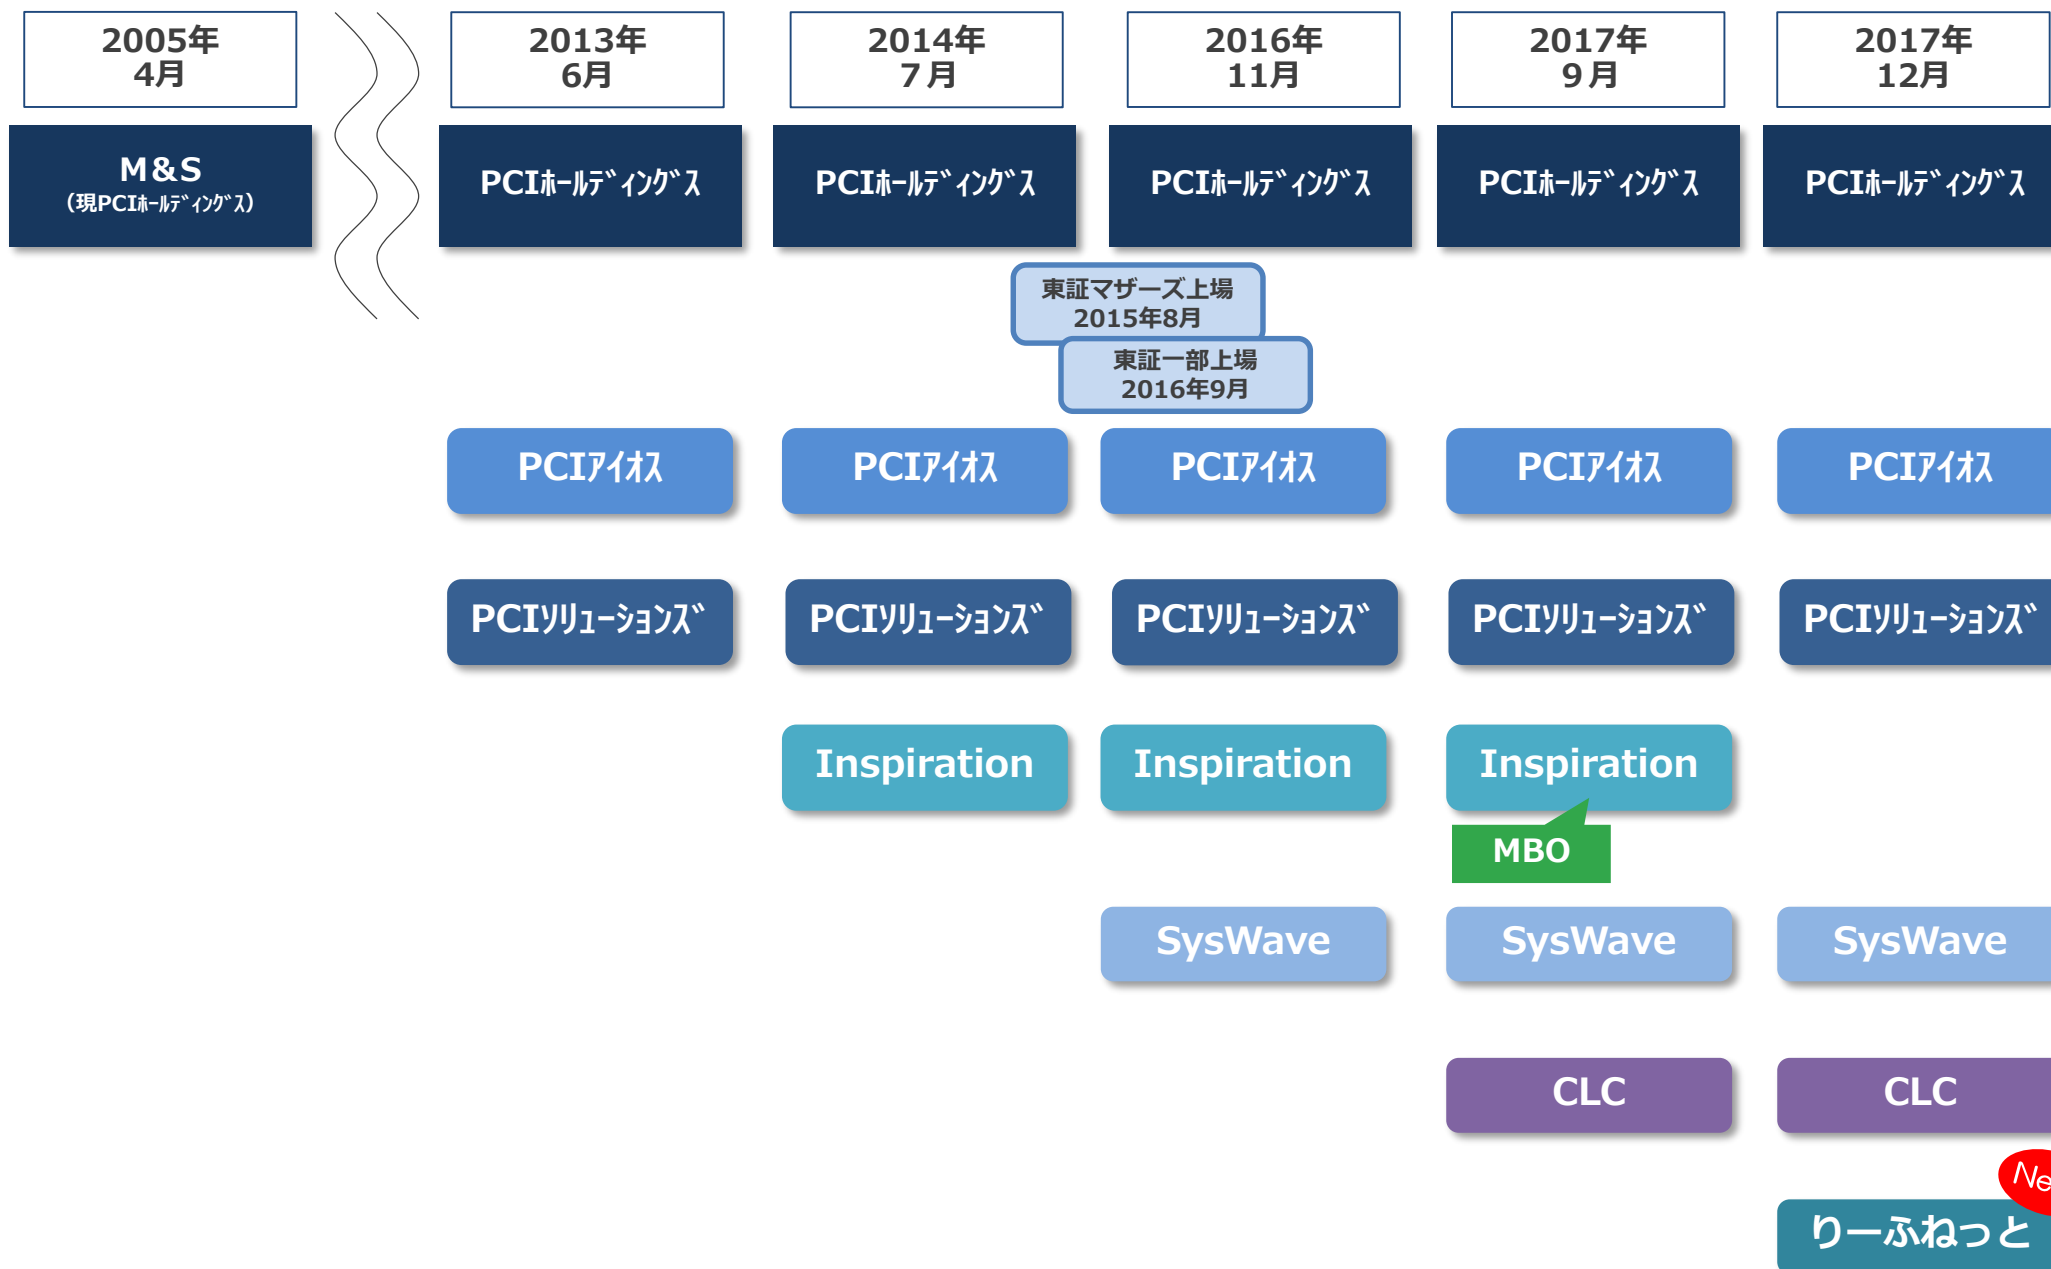 2005年
4月
2013年
6月
2014年
７月
2016年
11月
2017年
９月
2017年
12月
M&S
（現PCIﾎｰﾙﾃﾞｨﾝｸﾞｽ）
PCIﾎｰﾙﾃﾞｨﾝｸﾞｽ
PCIﾎｰﾙﾃﾞｨﾝｸﾞｽ
PCIﾎｰﾙﾃﾞｨﾝｸﾞｽ
PCIﾎｰﾙﾃﾞｨﾝｸﾞｽ
PCIﾎｰﾙﾃﾞｨﾝｸﾞｽ
東証マザーズ上場
2015年8月
東証一部上場
2016年9月
PCIｱｲｵｽ
PCIｱｲｵｽ
PCIｱｲｵｽ
PCIｱｲｵｽ
PCIｱｲｵｽ
PCIｿﾘｭｰｼｮﾝｽﾞ
PCIｿﾘｭｰｼｮﾝｽﾞ
PCIｿﾘｭｰｼｮﾝｽﾞ
PCIｿﾘｭｰｼｮﾝｽﾞ
PCIｿﾘｭｰｼｮﾝｽﾞ
Inspiration
Inspiration
Inspiration
MBO
SysWave
SysWave
SysWave
CLC
CLC
りーふねっと